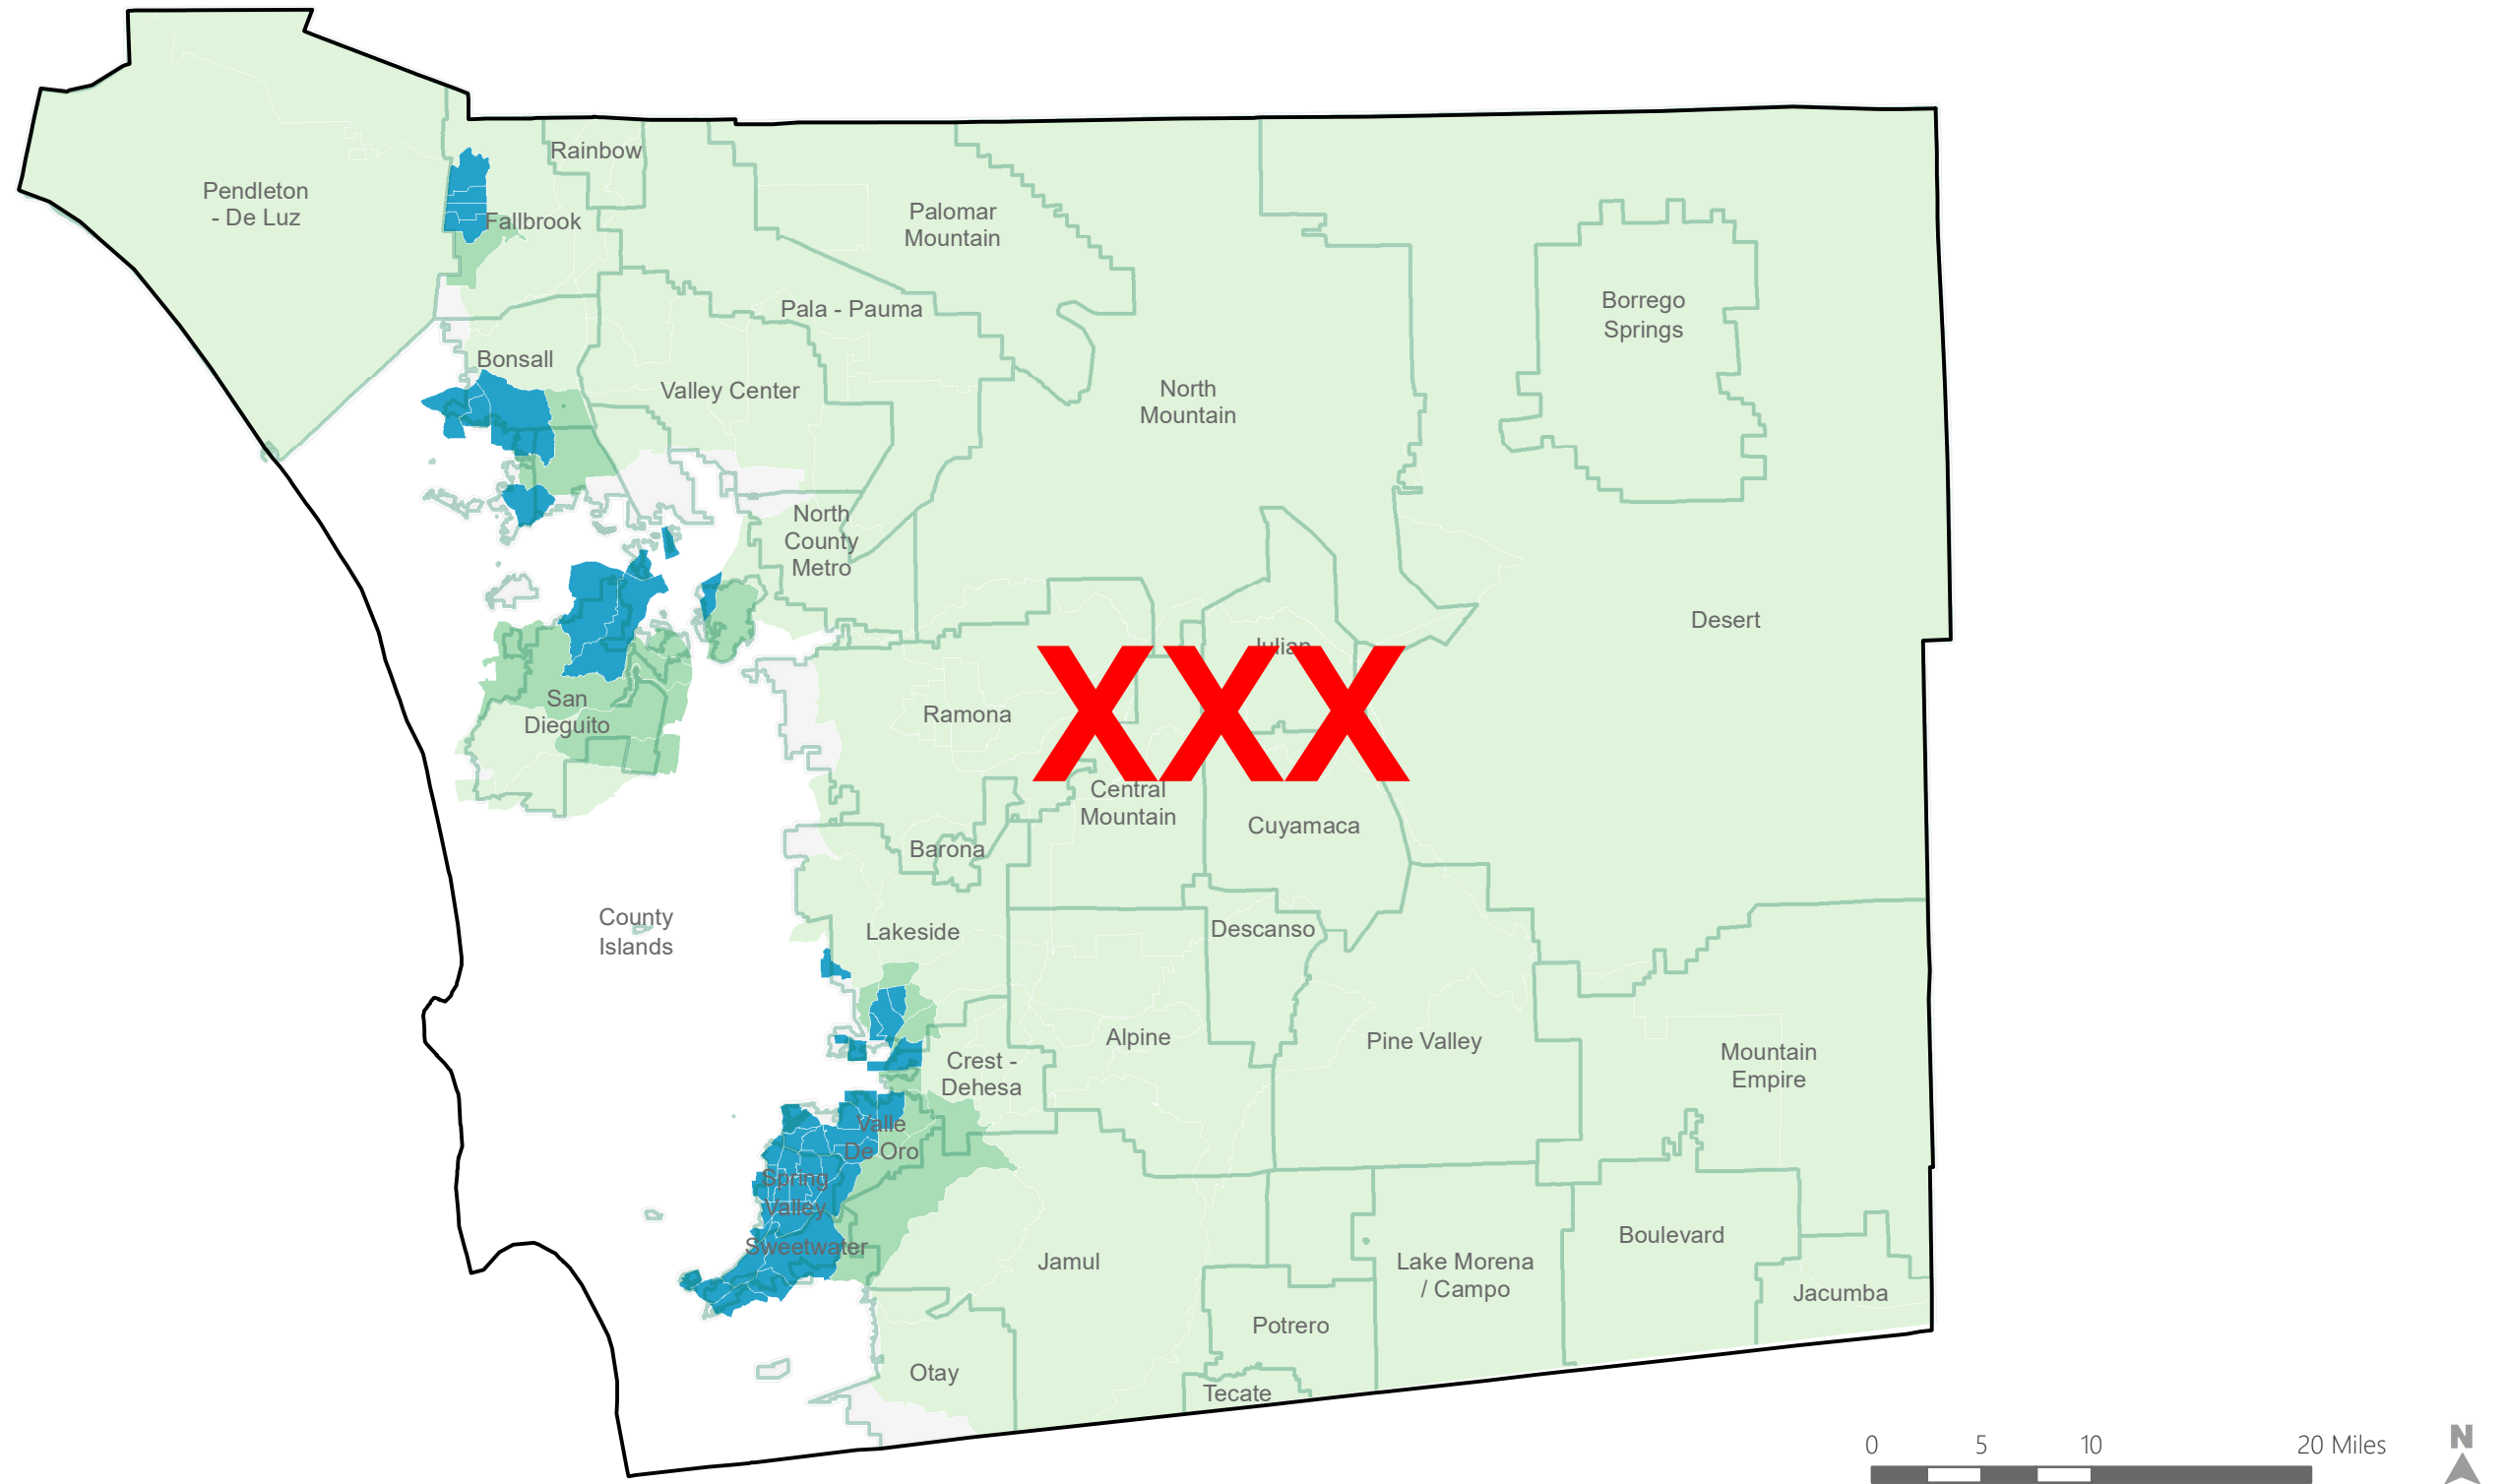 Rainbow
Pendleton
- De Luz
Fallbrook
Palomar
Mountain
Pala - Pauma
Borrego
Springs
Bonsall
Valley Center
North
Mountain
North
County
Metro
Desert
Julian
XXX
San
Dieguito
Ramona
Central
Mountain
Cuyamaca
Barona
County
Islands
Lakeside
Descanso
Alpine
Pine Valley
Crest -
Dehesa
Mountain
Empire
Valle
De Oro
Spring
Valley
Sweetwater
Jamul
Lake Morena
/ Campo
Boulevard
Jacumba
Potrero
Otay
Tecate
0 5 10 20 Miles
N